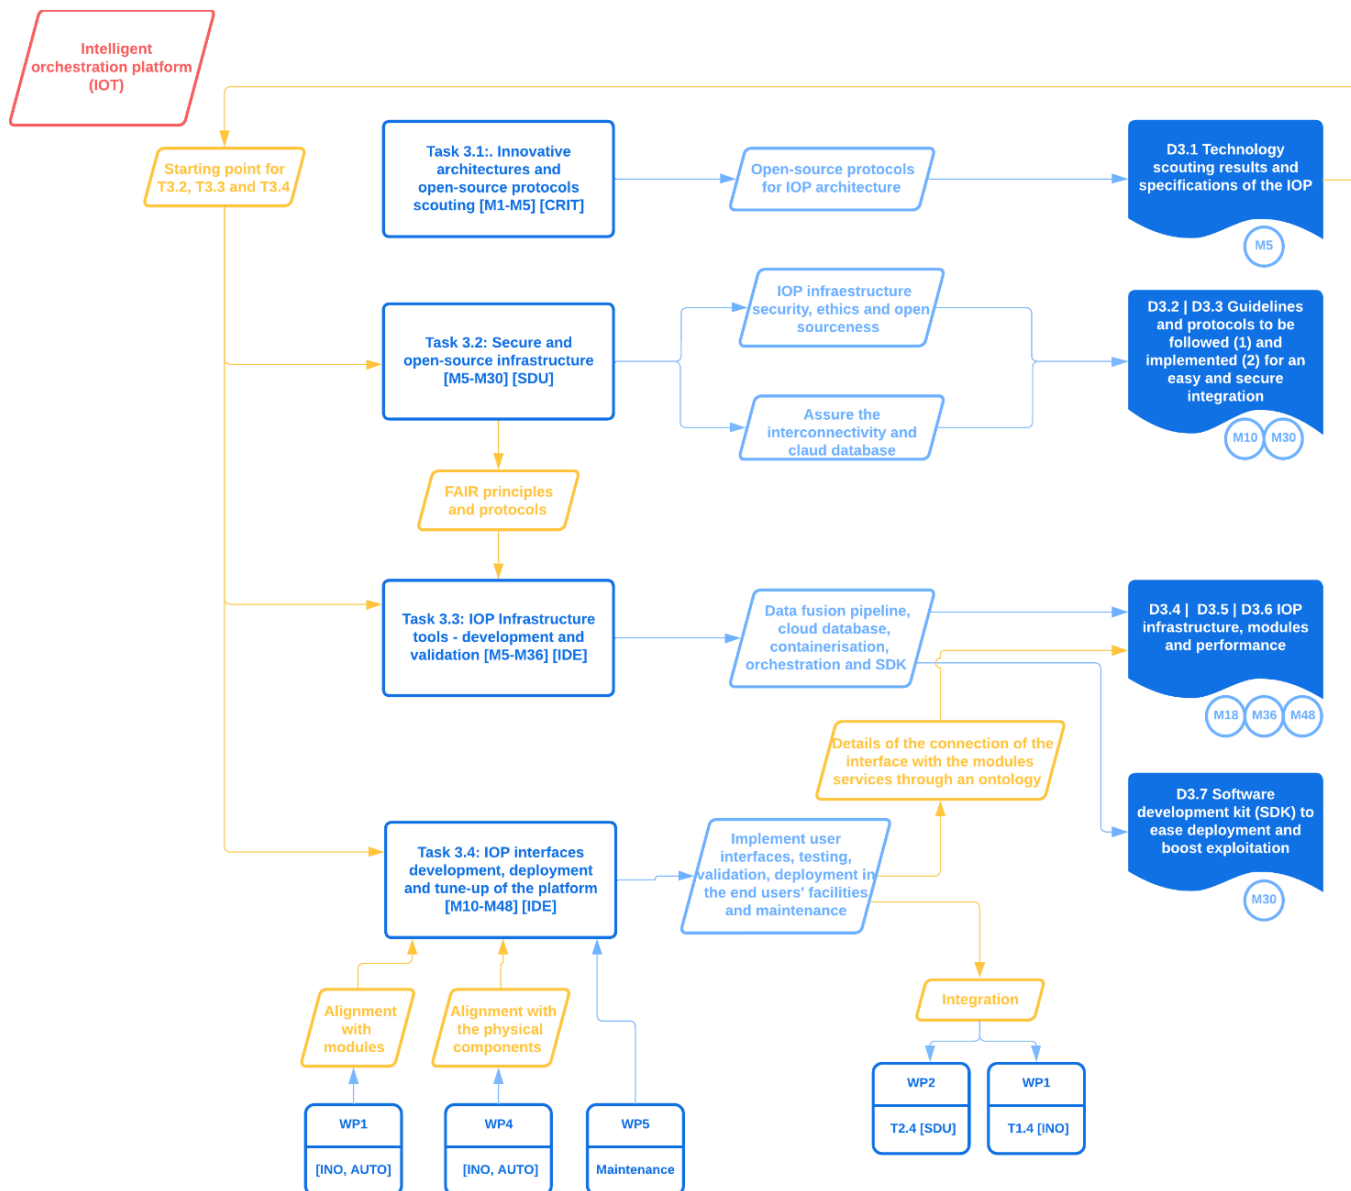 Intelligent
orchestration platform
(IOT)
Starting point for
T3.2, T3.3 and T3.4
Task 3.1:. Innovative
architectures and
open-source protocols
scouting [M1-M5] [CRIT]
Open-source protocols
for IOP architecture
D3.1 Technology
scouting results and
specifications of the IOP
M5
Task 3.2: Secure and
open-source infrastructure
[M5-M30] [SDU]
IOP infraestructure
security, ethics and open
sourceness
Assure the
interconnectivity and
claud database
D3.2 | D3.3 Guidelines
and protocols to be
followed (1) and
implemented (2) for an
easy and secure
integration
M10
M30
FAIR principles
and protocols
Task 3.3: IOP Infrastructure
tools - development and
validation [M5-M36] [IDE]
Data fusion pipeline,
cloud database,
containerisation,
orchestration and SDK
D3.4 | D3.5 | D3.6 IOP
infrastructure, modules
and performance
M18
M36
M48
Details of the connection of the
interface with the modules
services through an ontology
D3.7 Software
development kit (SDK) to
ease deployment and
boost exploitation
M30
Task 3.4: IOP interfaces
development, deployment
and tune-up of the platform
[M10-M48] [IDE]
Implement user
interfaces, testing,
validation, deployment in
the end users' facilities
and maintenance
Alignment
with
modules
Alignment with
the physical
components
Integration
WP1
[INO, AUTO]
WP4
[INO, AUTO]
WP5
Maintenance
WP2
T2.4 [SDU]
WP1
T1.4 [INO]